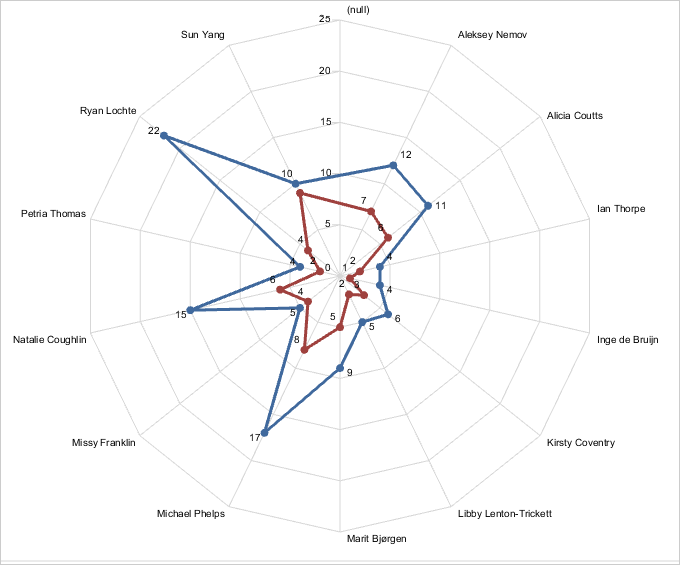 (null)
25
Sun Yang
Aleksey Nemov
20
Ryan Lochte
Alicia Coutts
22
15
12
10
10
7
11
Petria Thomas
Ian Thorpe
5
6
4
4
2
2
4
0
1
6
3
4
2
4
15
5
5
5
6
Natalie Coughlin
Inge de Bruijn
8
9
17
Missy Franklin
Kirsty Coventry
Michael Phelps
Libby Lenton-Trickett
Marit Bjørgen